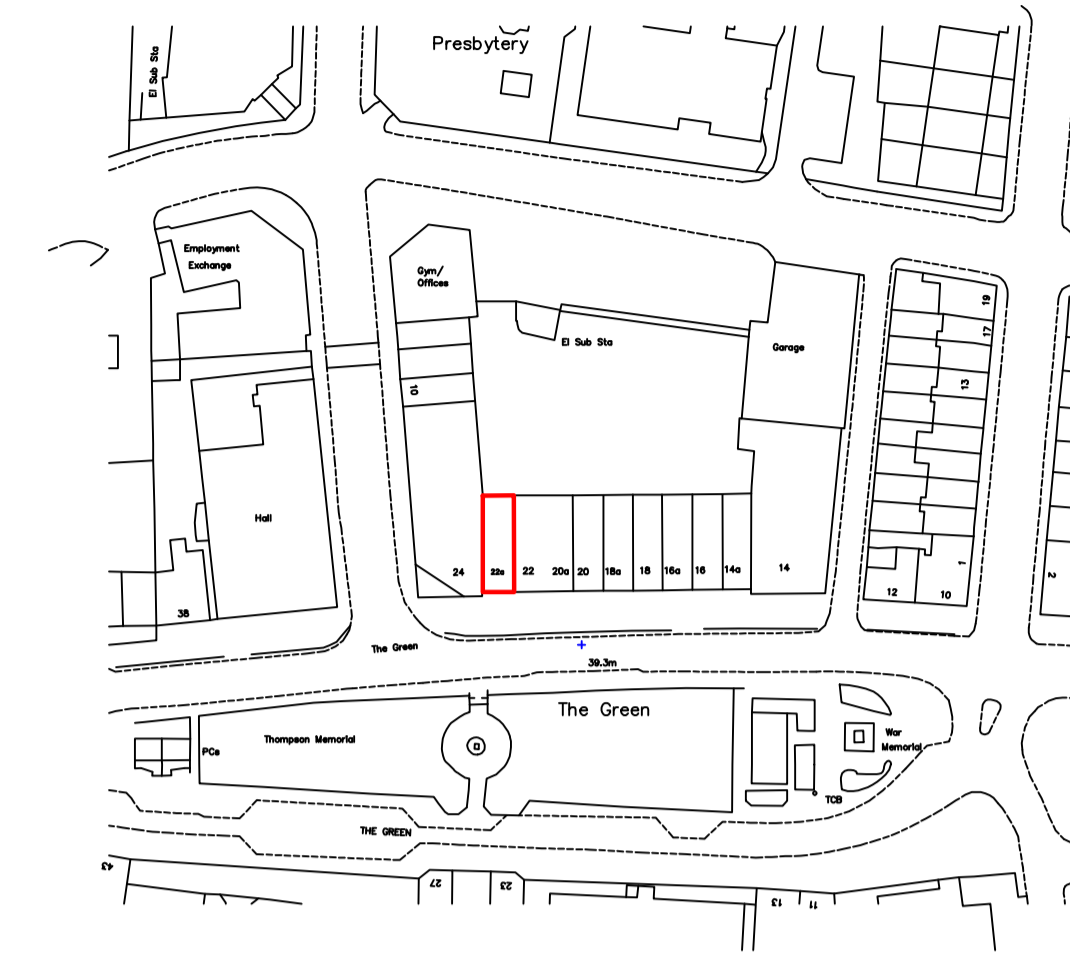 El Sub Sta
Presbytery
Employment
Exchange
Gym/
Offices
El Sub Sta
Garage
19
17
13
10
Hall
24
22a
22
20a
20
18a
18
16a
16
14a
14
1
2
12
10
38
The Green
39.3m
The Green
Thompson Memorial
PCs
War
Memorial
TCB
THE GREEN
43
27
23
13
11